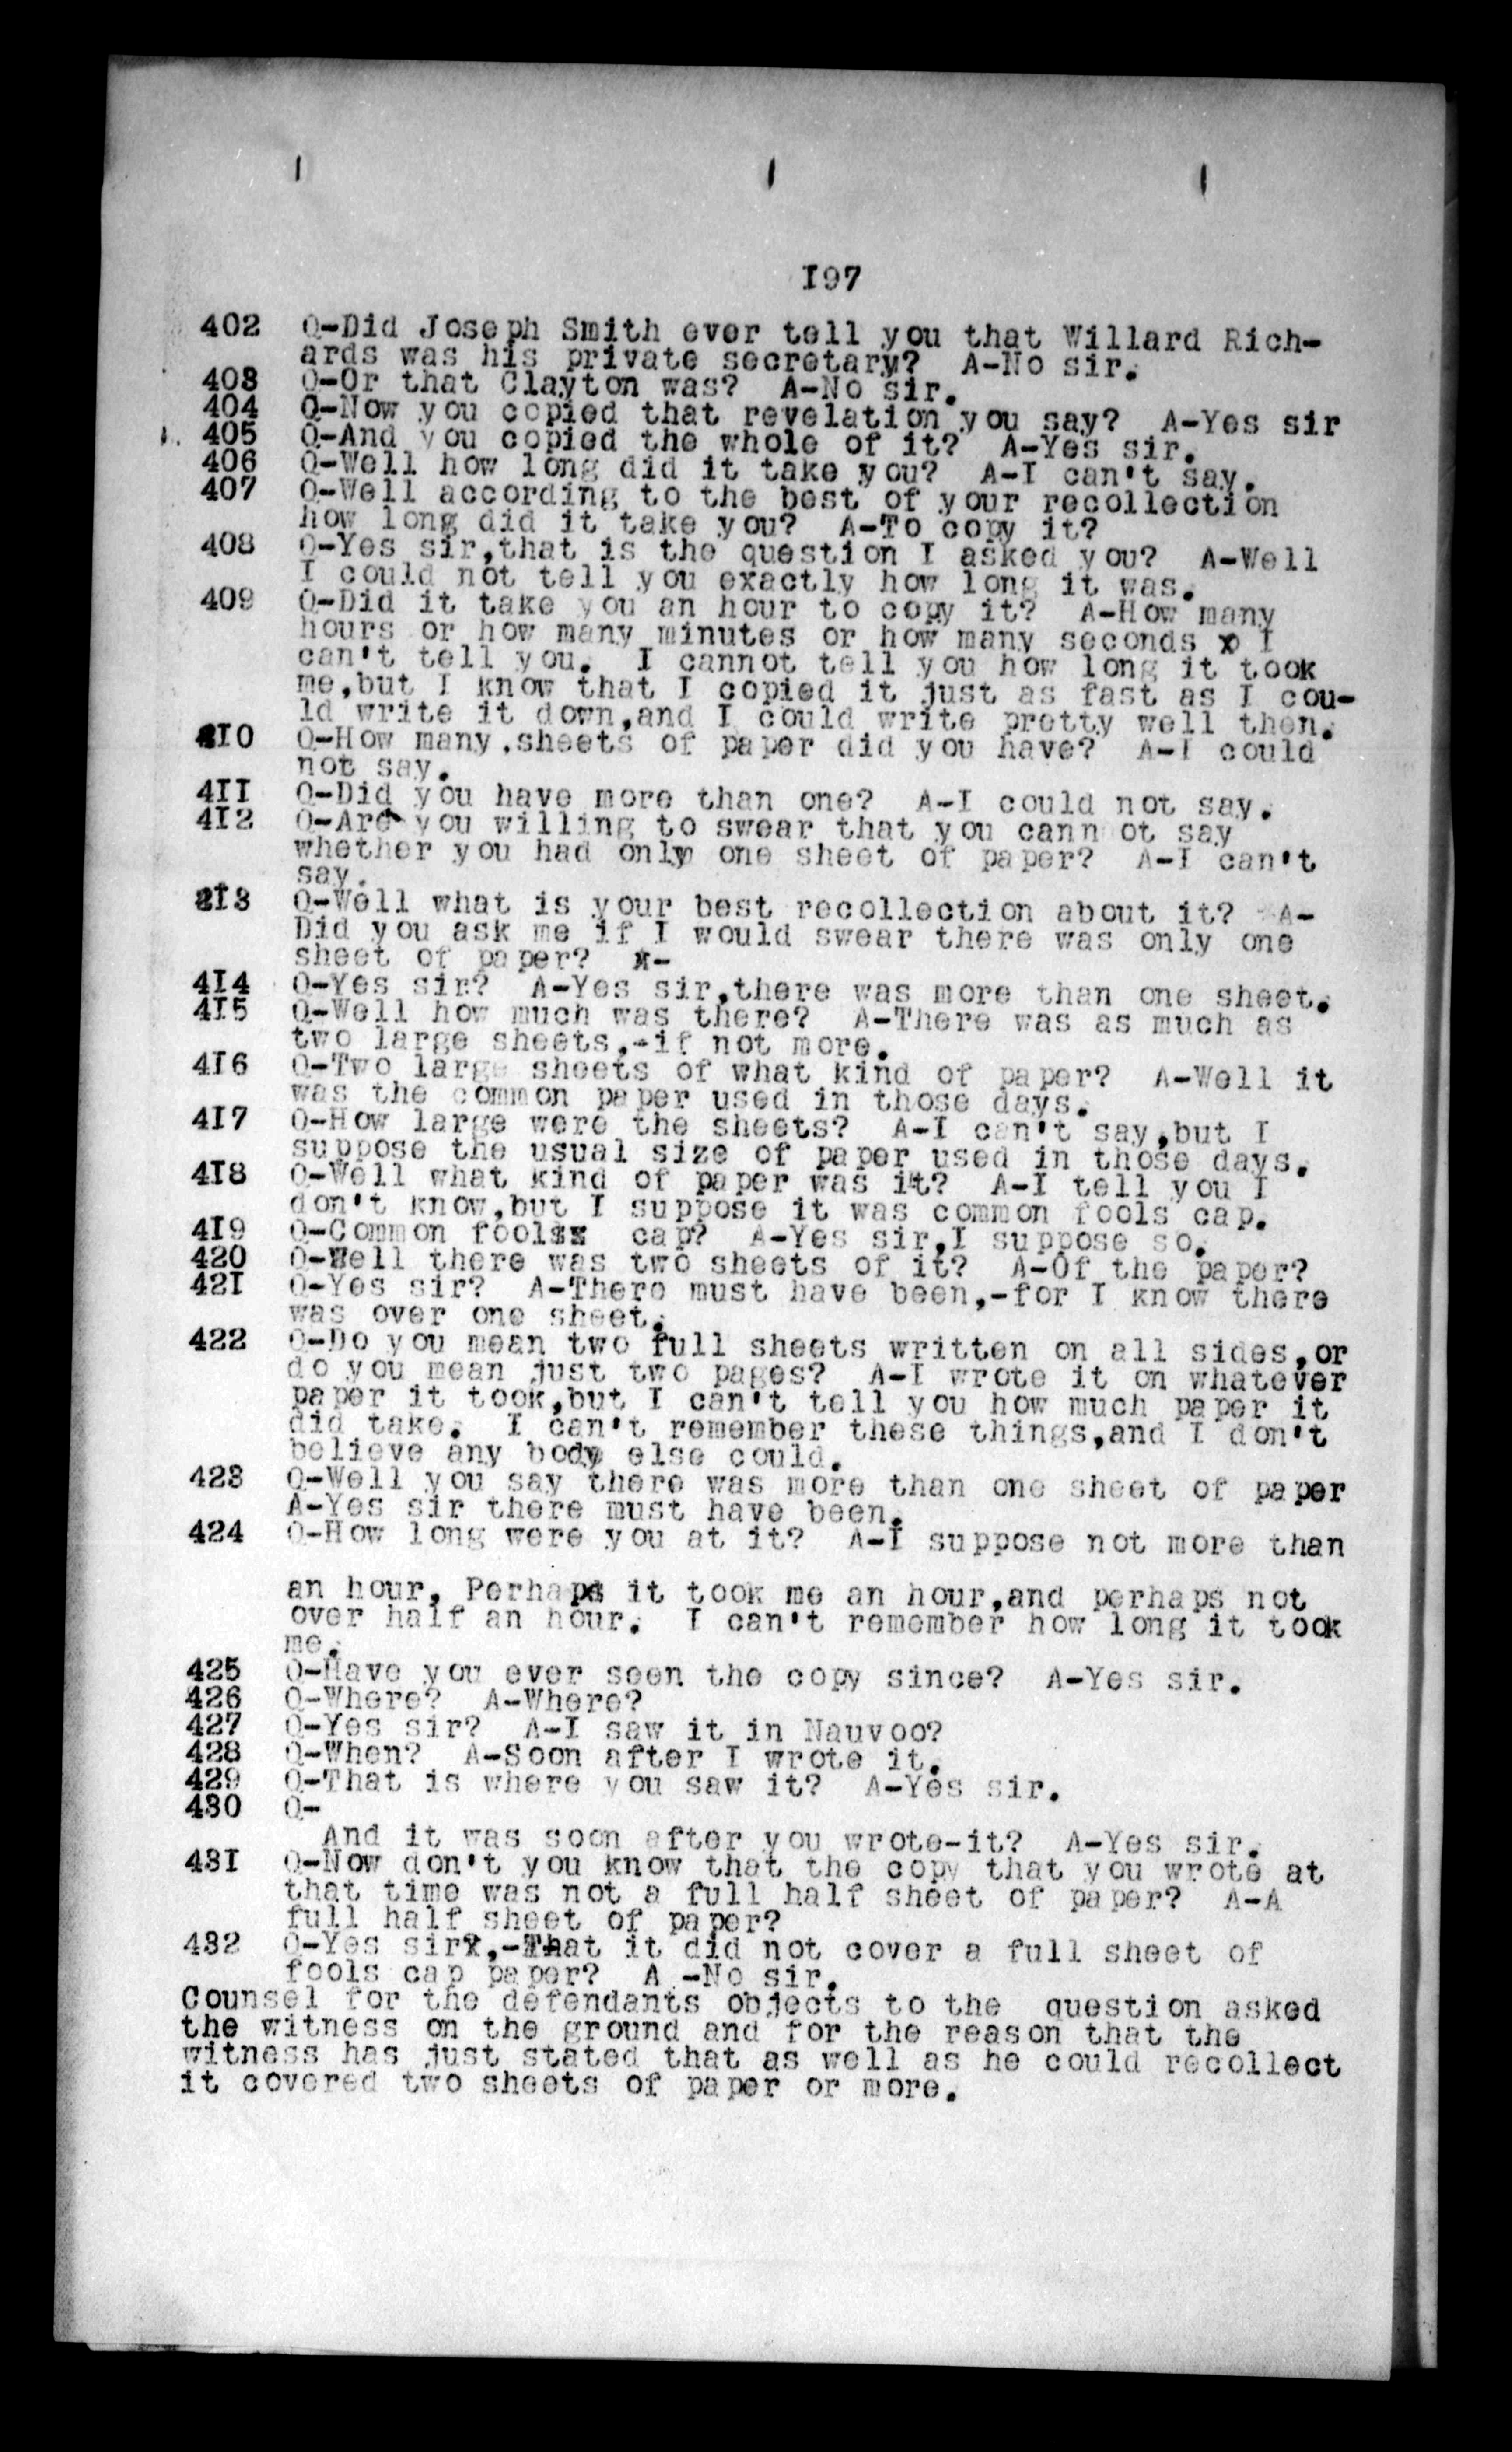 197
402 Q-Did Joseph Smith ever tell you that Willard Rich-
ards was his private secretary? A-No sir.
403 Q-Or that Clayton was? A-No sir.
404 Q-Now you copied that revelation you say? A-Yes sir
405 Q-And you copied the whole of it? A-Yes sir.
406 Q-Well how long did it take you? A-I can't say.
407 Q-Well according to the best of your recollection
how long did it take you? A-To copy it?
408 Q-Yes sir,that is the question I asked you? A-Well
I could not tell you exactly how long it was.
409 Q-Did it take you an hour to copy it? A-How many
hours or how many minutes or how many seconds x I
can't tell you. I cannot tell you how long it took
me,but I know that I copied it just as fast as I cou-
ld write it down,and I could write pretty well then.
410 Q-How many.sheets of paper did you have? A-I could
not say.
411 Q-Did you have more than one? A-I could not say.
412 Q-Are you willing to swear that you cann ot say
whether you had only one sheet of paper? A-I can't
say.
413 Q-Well what is your best recollection about it? A-
Did you ask me if I would swear there was only one
sheet of paper? A-
414 Q-Yes sir? A-Yes sir,there was more than one sheet.
415 Q-Well how much was there? A-There was as much as
two large sheets,-if not more.
416 Q-Two large sheets of what kind of paper? A-Well it
was the common paper used in those days.
417 Q-How large were the sheets? A-I can't say,but I
suppose the usual size of paper used in those days.
418 Q-Well what kind of paper was it? A-I tell you I
don't know,but I suppose it was common fools cap.
419 Q-Common foolsx cap? A-Yes sir,I suppose so.
420 Q-Well there was two sheets of it? A-Of the paper?
421 Q-Yes sir? A-There must have been,-for I know there
was over one sheet.
422 Q-Do you mean two full sheets written on all sides,or
do you mean just two pages? A-I wrote it on whatever
paper it took,but I can't tell you how much paper it
did take. I can't remember these things,and I don't
believe any body else could.
423 Q-Well you say there was more than one sheet of paper
A-Yes sir there must have been.
424 Q-How long were you at it? A-I suppose not more than
an hour, Perhaps it took me an hour,and perhaps not
over half an hour. I can't remember how long it took
me.
425 Q-Have you ever seen the copy since? A-Yes sir.
426 Q-Where? A-Where?
427 Q-Yes sir? A-I saw it in Nauvoo?
428 Q-When? A-Soon after I wrote it.
429 Q-That is where you saw it? A-Yes sir.
430 Q-
And it was soon after you wrote-it? A-Yes sir.
431 Q-Now don't you know that the copy that you wrote at
that time was not a full half sheet of paper? A-A
full half sheet of paper?
432 Q-Yes sir?,-That it did not cover a full sheet of
fools cap paper? A -No sir.
Counsel for the defendants objects to the question asked
the witness on the ground and for the reason that the
witness has just stated that as well as he could recollect
it covered two sheets of paper or more.